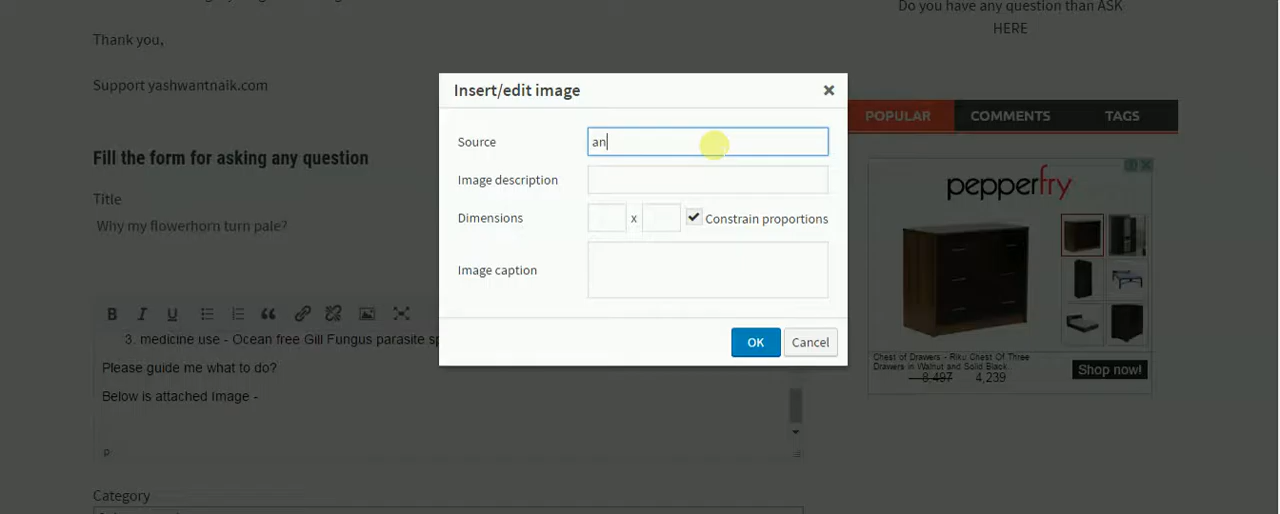 Do you have any question than ASK
HERE
Thank you,
Support yashwantnaik.com
Insert/edit image
Source
an
Image description
Dimensions
x
Constrain proportions
Image caption
OK
Cancel
Fill the form for asking any question
Title
Why my flowerhorn turn pale?
B I U
3. medicine use - Ocean free Gill Fungus parasite sp
Please guide me what to do?
Below is attached Image -
p
Category
POPULAR
COMMENTS
TAGS
pepperfry
Chest of Drawers - Riku Chest Of Three
Drawers in Walnut and Solid Black..
8,497 4,239
Shop now!